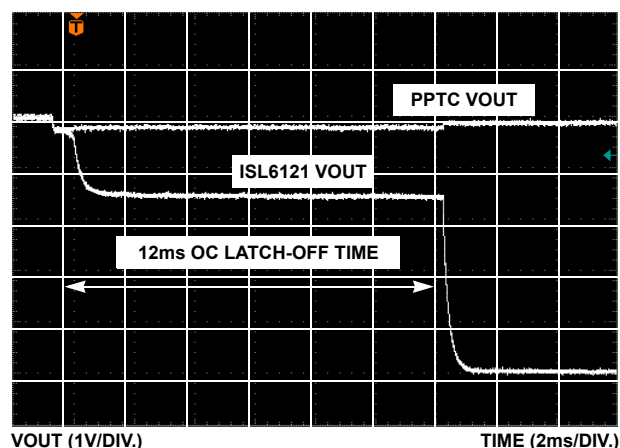 T
PPTC VOUT
ISL6121 VOUT
12ms OC LATCH-OFF TIME
VOUT (1V/DIV.)
TIME (2ms/DIV.)